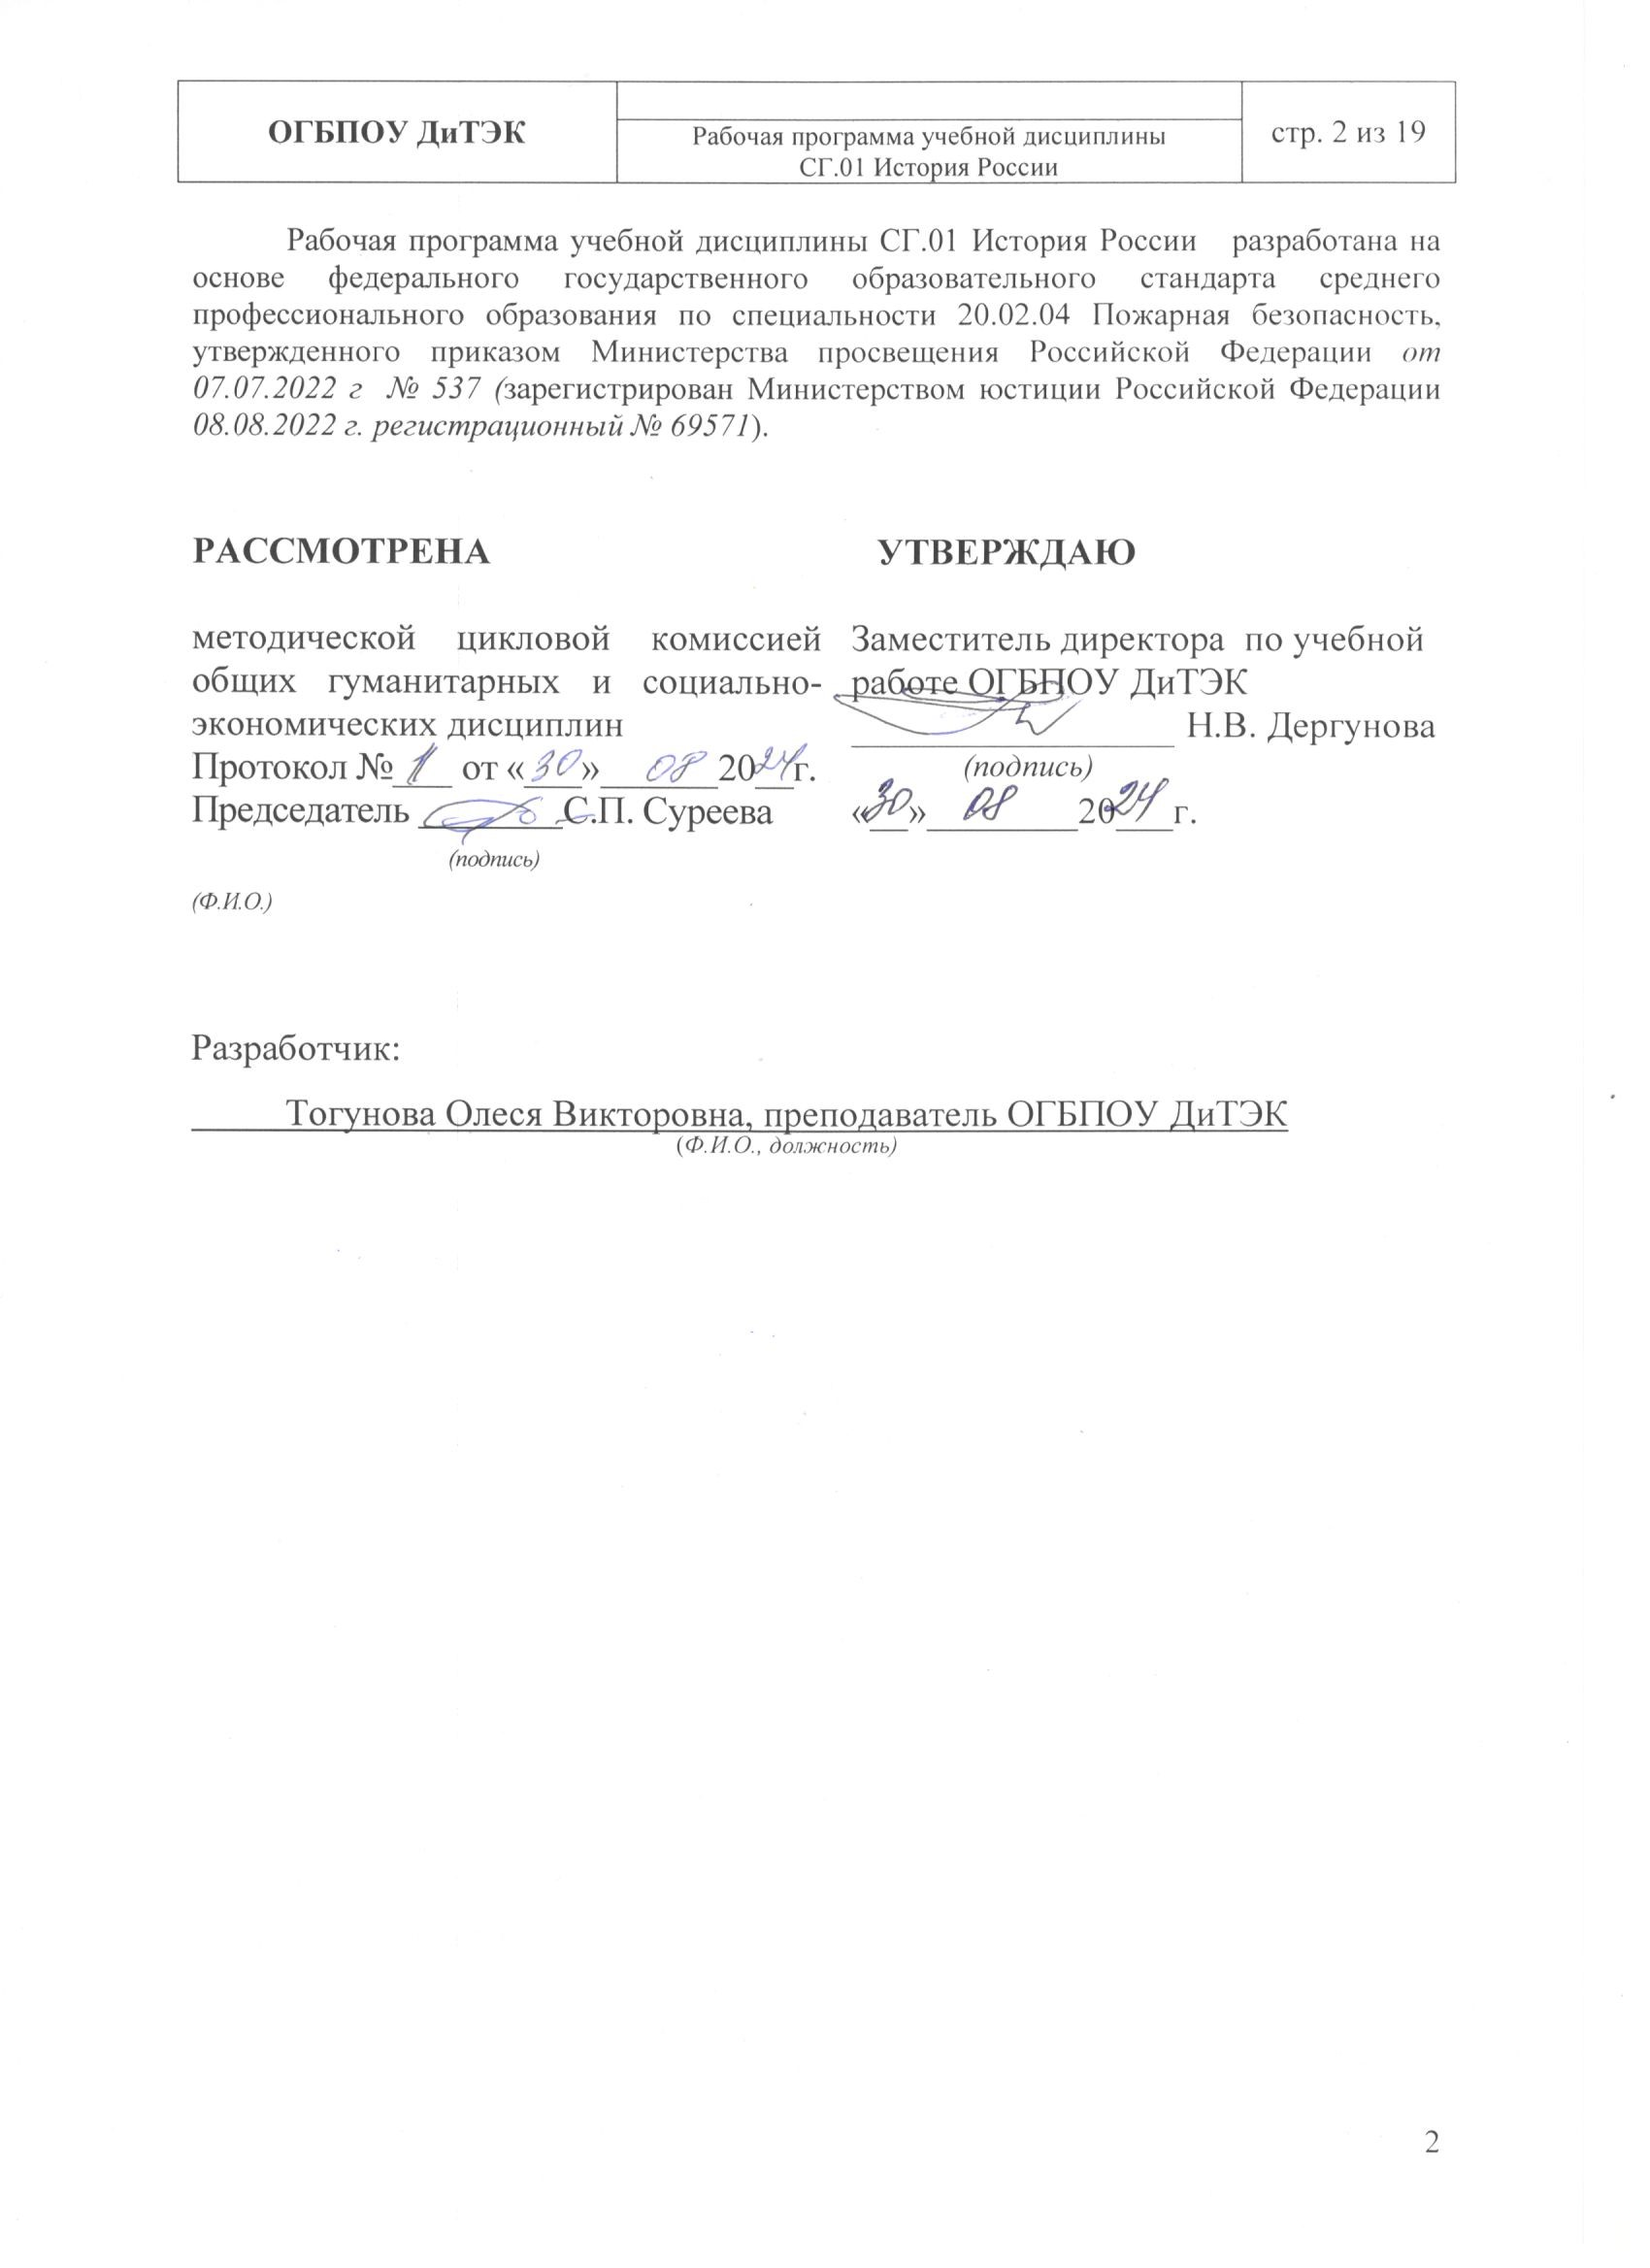 ОГБПОУ ДиТЭК
Рабочая программа учебной дисциплины
СГ.01 История России
стр. 2 из 19
Рабочая программа учебной дисциплины СГ.01 История России разработана на
основе федерального государственного образовательного стандарта среднего
профессионального образования по специальности 20.02.04 Пожарная безопасность,
утвержденного приказом Министерства просвещения Российской Федерации от
07.07.2022 г № 537 (зарегистрирован Министерством юстиции Российской Федерации
08.08.2022 г. регистрационный № 69571).
РАССМОТРЕНА
методической цикловой комиссией
общих гуманитарных и социально-
экономических дисциплин
Протокол № 1 от «30» 08 2024г.
Председатель С.П. Суреева
(подпись)
(Ф.И.О.)
УТВЕРЖДАЮ
Заместитель директора по учебной
работе ОГБПОУ ДиТЭК
Н.В. Дергунова
(подпись)
«30» 08 2024 г.
Разработчик:
Тогунова Олеся Викторовна, преподаватель ОГБПОУ ДиТЭК
(Ф.И.О., должность)
2